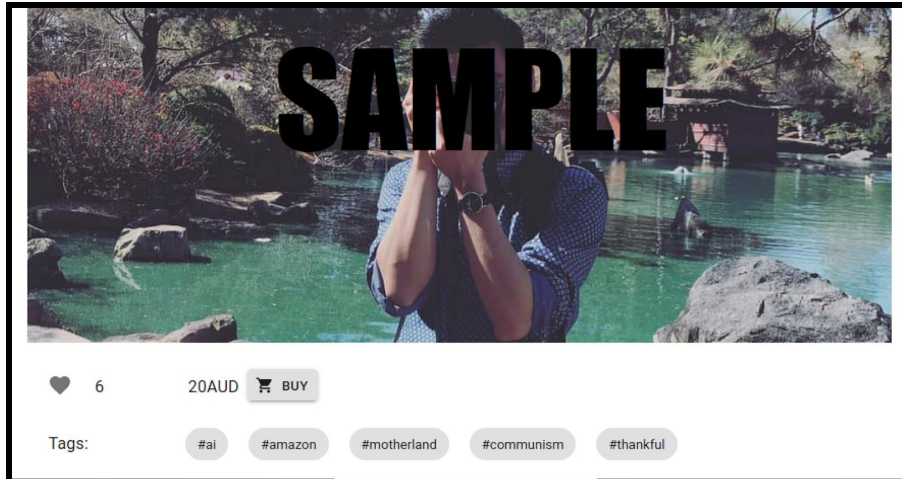 SAMPLE
6 20AUD BUY
Tags: #ai #amazon #motherland #communism #thankful